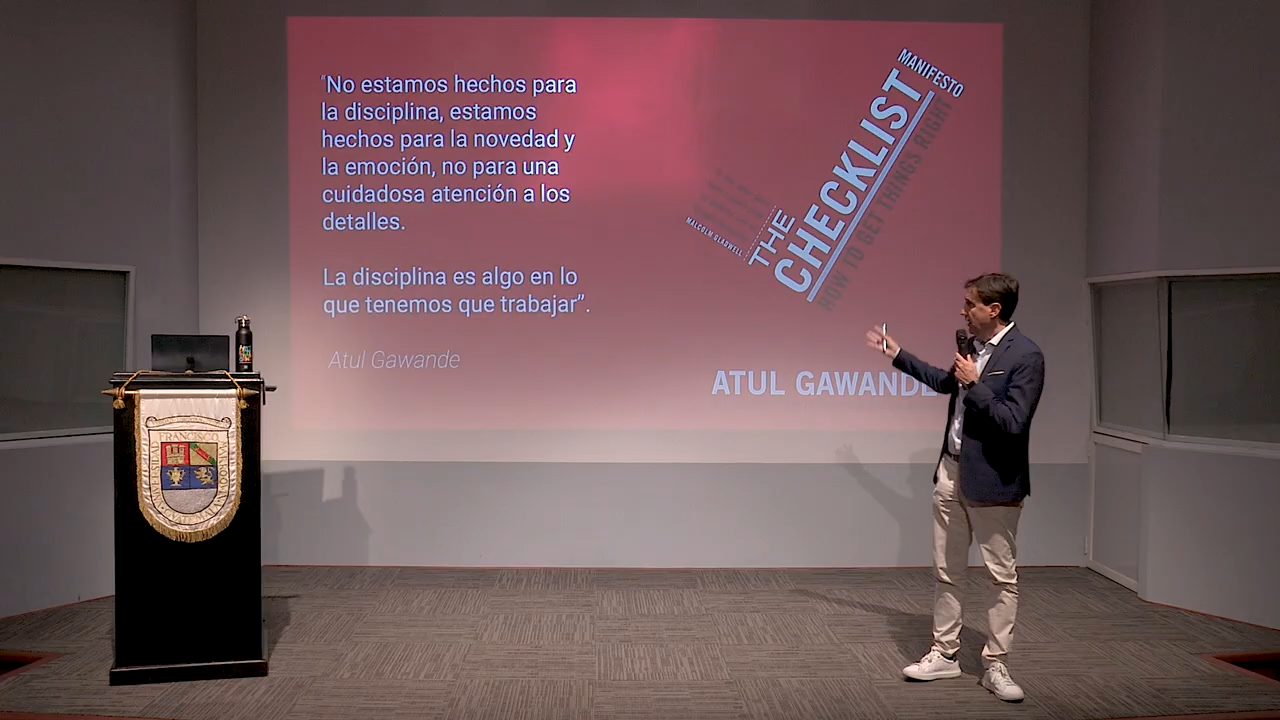 "No estamos hechos para
la disciplina, estamos
hechos para la novedad y
la emoción, no para una
cuidadosa atención a los
detalles.
La disciplina es algo en lo
que tenemos que trabajar”.
Atul Gawande
MANIFESTO
THE
CHECKLIST
HOW TO GET THINGS RIGHT
MALCOLM GLADWELL
ATUL GAWANDE
FRANCISCO